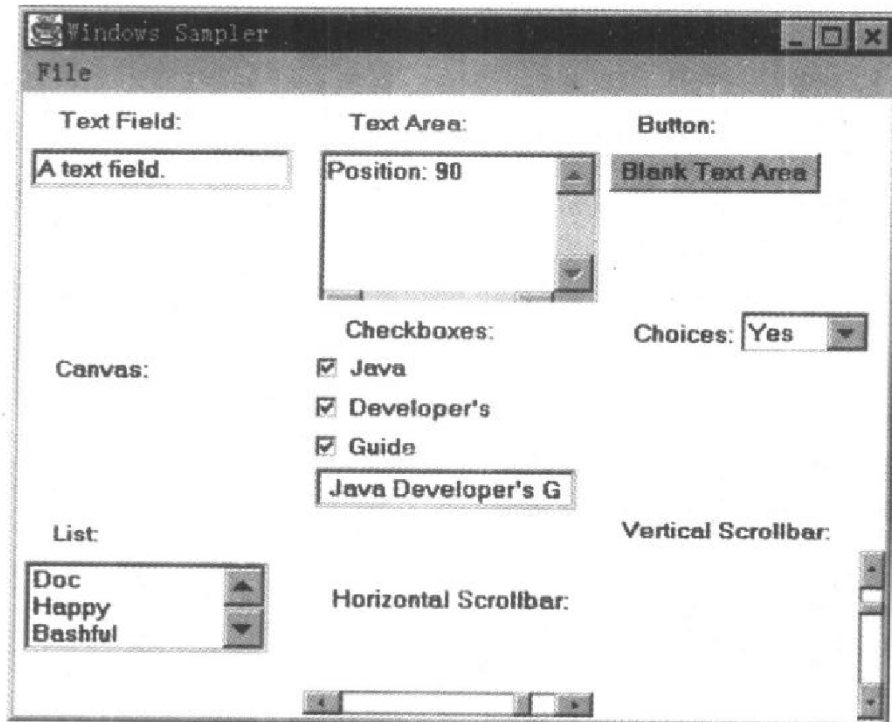 Windows Sampler
File
Text Field:
Text Area:
Button:
A text field.
Position: 90
Blank Text Area
Checkboxes:
Choices: Yes
Canvas:
Java
Developer's
Guide
Java Developer's G
List:
Vertical Scrollbar:
Doc
Happy
Bashful
Horizontal Scrollbar: